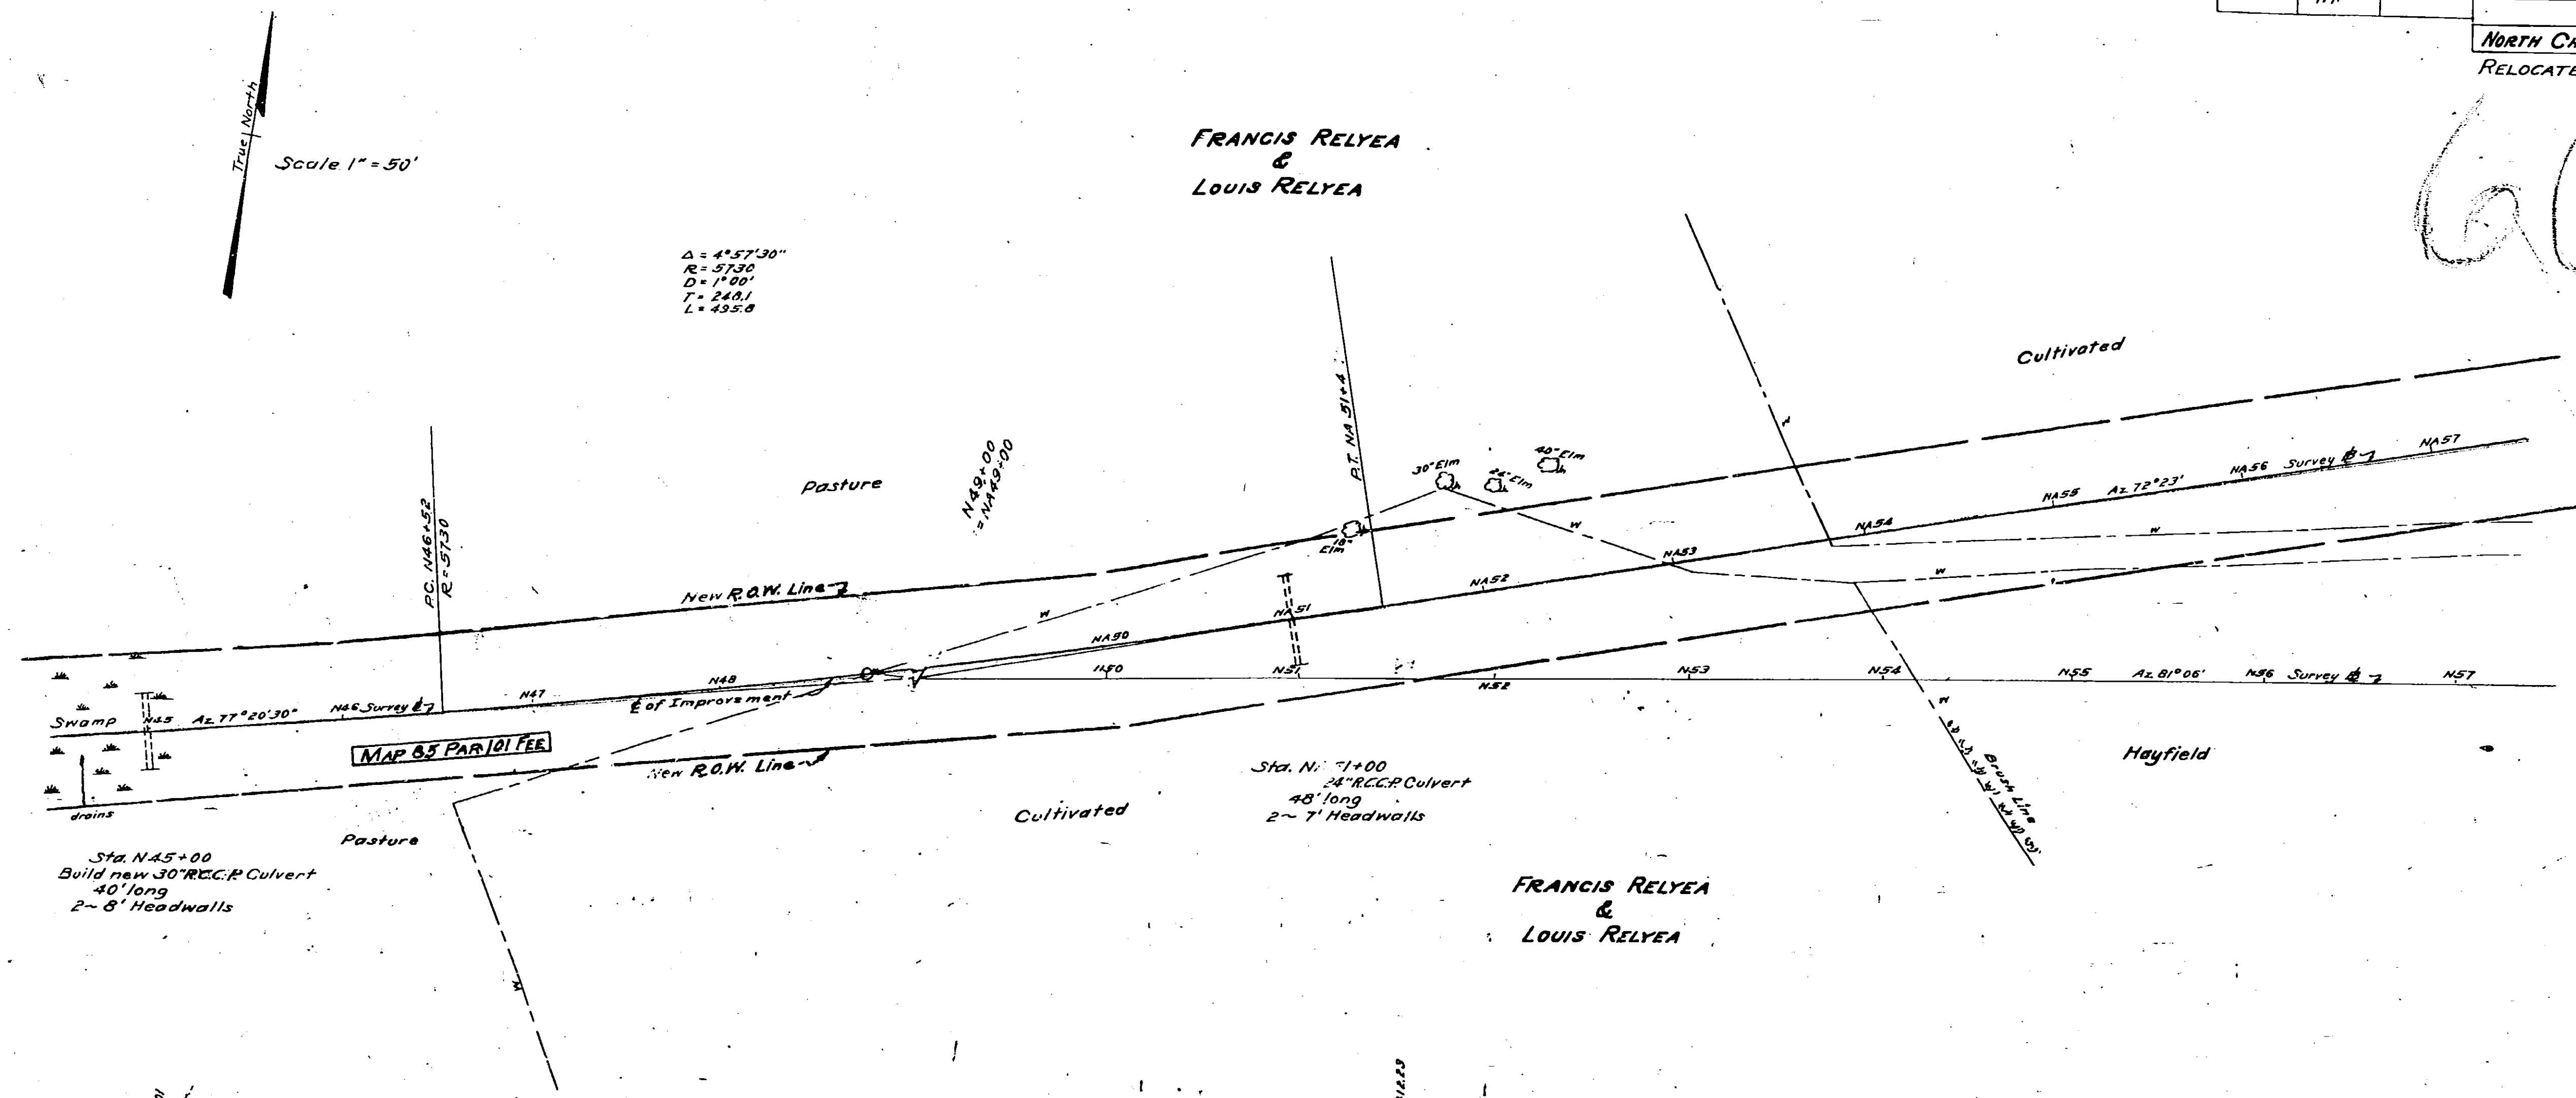 NORTH
RELOCATE
True North
Scale 1" = 50'
FRANCIS RELYEA
&
LOUIS RELYEA
Δ = 4°57'30"
R = 5730
D = 1°00'
T = 248.1
L = 495.8
Cultivated
P.C. N46+52
R = 5730
Pasture
N49+00
= NA49+00
P.T. NA 51+4
30" Elm
24" Elm
40" Elm
18" Elm
New R.O.W. Line
NA50
NA51
NA52
NA53
NA54
NA55
Az 72°23'
NA56
Survey ℄
NA57
W
W
W
W
Swamp
N45
Az 77°20'30"
N46
Survey ℄
N47
N48
℄ of Improvement
N50
N51
N52
N53
N54
N55
Az 81°06'
N56
Survey ℄
N57
MAP 85 PAR 101 FEE
New R.O.W. Line
drains
Pasture
Cultivated
Sta. N45+00
Build new 30" R.C.C.P. Culvert
40' long
2~ 8' Headwalls
51+00
24" R.C.C.P. Culvert
48' long
2~ 7' Headwalls
W
Brush Line
Hayfield
FRANCIS RELYEA
&
LOUIS RELYEA
W